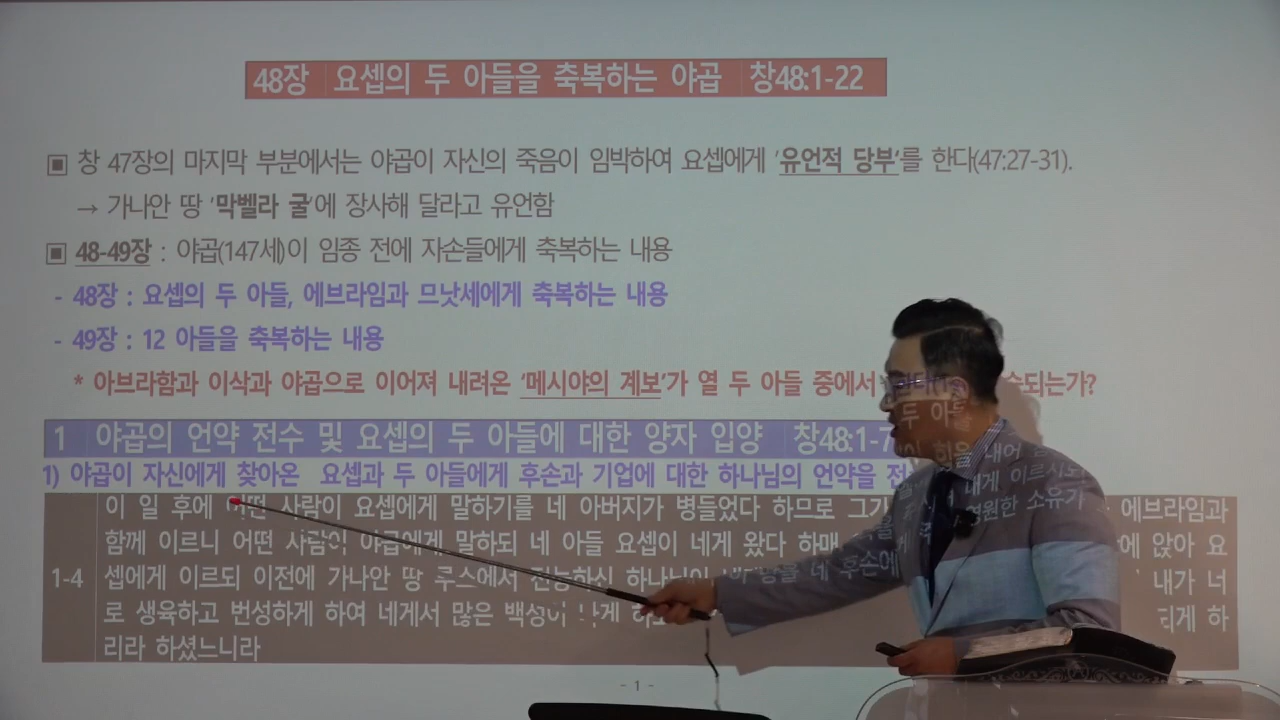 48장 요셉의 두 아들을 축복하는 야곱 창48:1-22
▣ 창 47장의 마지막 부분에서는 야곱이 자신의 죽음이 임박하여 요셉에게 '유언적 당부'를 한다(47:27-31).
→ 가나안 땅 '막벨라 굴'에 장사해 달라고 유언함
▣ 48-49장 : 야곱(147세)이 임종 전에 자손들에게 축복하는 내용
- 48장 : 요셉의 두 아들, 에브라임과 므낫세에게 축복하는 내용
- 49장 : 12 아들을 축복하는 내용
* 아브라함과 이삭과 야곱으로 이어져 내려온 '메시야의 계보'가 열 두 아들 중에서 되는가?
1 야곱의 언약 전수 및 요셉의 두 아들에 대한 양자 입양 창48:1-7
1) 야곱이 자신에게 찾아온 요셉과 두 아들에게 후손과 기업에 대한 하나님의 언약을
이 일 후에 어떤 사람이 요셉에게 말하기를 네 아버지가 병들었다 하므로 그가 에브라임과
함께 이르니 어떤 사람이 야곱에게 말하되 네 아들 요셉이 네게 왔다 하매 앉아 요
1-4 셉에게 이르되 이전에 가나안 땅 루스에서 전능하신 하나님이 네 후손에 내가 너
로 생육하고 번성하게 하여 네게서 많은 백성이 나게 하 되게 하
리라 하셨느니라
- 1 -